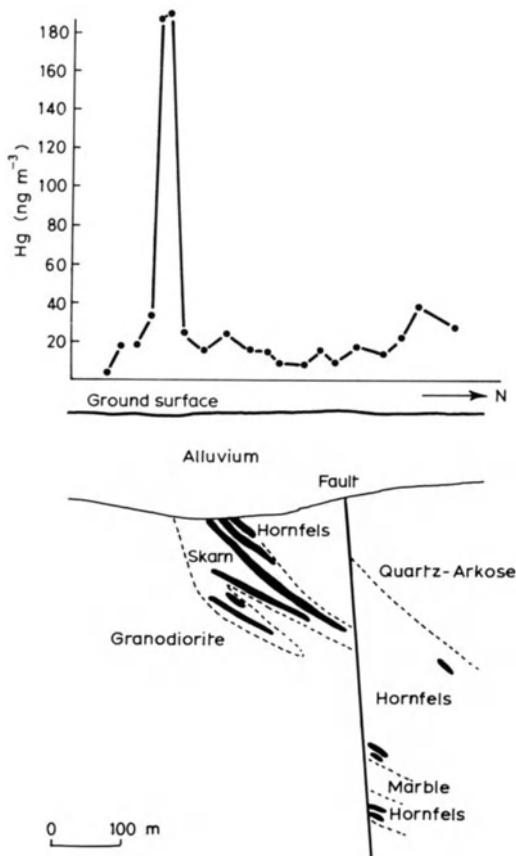 Hg (ng m⁻³)
180
160
140
120
100
80
60
40
20
N
Ground surface
Alluvium
Fault
Hornfels
Skarn
Quartz-Arkose
Granodiorite
Hornfels
Marble
Hornfels
0 100 m